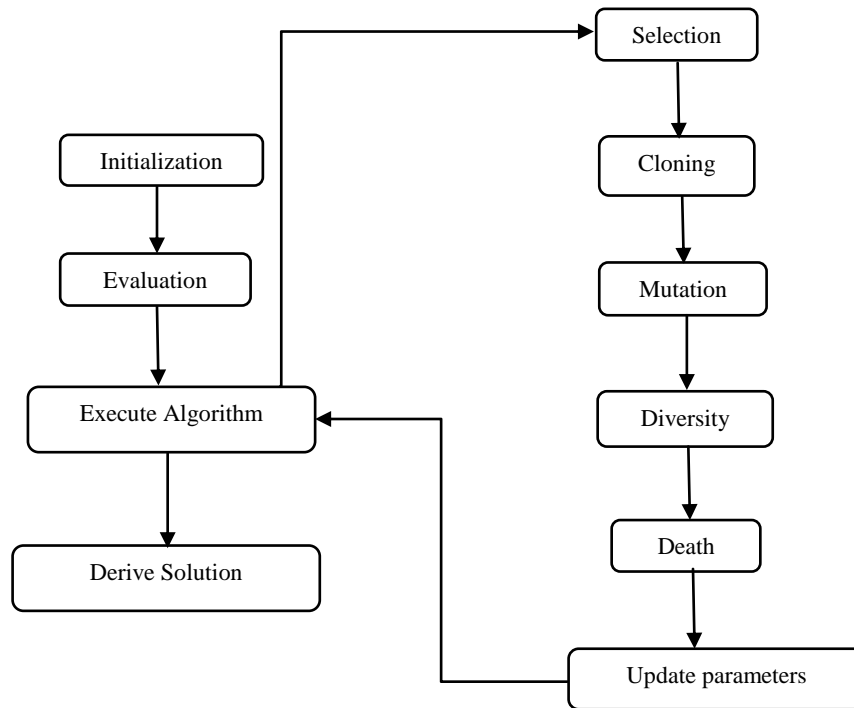 Initialization
Evaluation
Execute Algorithm
Derive Solution
Selection
Cloning
Mutation
Diversity
Death
Update parameters